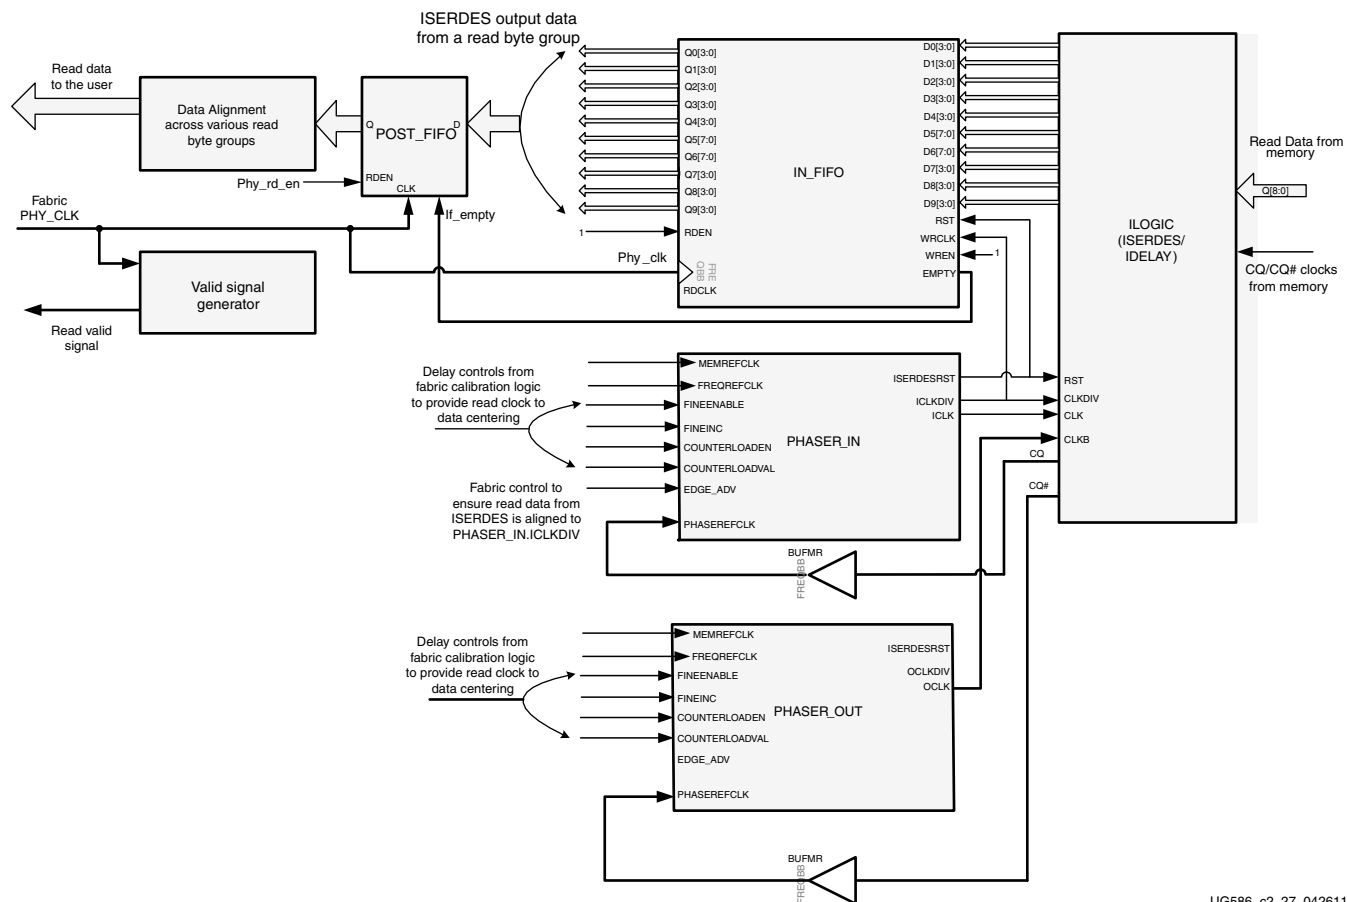 ISERDES output data
from a read byte group
Read data
to the user
Data Alignment
across various read
byte groups
Q
POST_FIFO
D
RDEN
CLK
Phy_rd_en
Fabric
PHY_CLK
If_empty
Valid signal
generator
Read valid
signal
Q0[3:0]
Q1[3:0]
Q2[3:0]
Q3[3:0]
Q4[3:0]
Q5[7:0]
Q6[7:0]
Q7[3:0]
Q8[3:0]
Q9[3:0]
1
RDEN
Phy_clk
FRE
QBB
RDCLK
IN_FIFO
D0[3:0]
D1[3:0]
D2[3:0]
D3[3:0]
D4[3:0]
D5[7:0]
D6[7:0]
D7[3:0]
D8[3:0]
D9[3:0]
RST
WRCLK
WREN
1
EMPTY
ILOGIC
(ISERDES/
IDELAY)
Read Data from
memory
Q[8:0]
CQ/CQ# clocks
from memory
RST
CLKDIV
CLK
CLKB
CQ
CQ#
Delay controls from
fabric calibration logic
to provide read clock to
data centering
Fabric control to
ensure read data from
ISERDES is aligned to
PHASER_IN.ICLKDIV
MEMREFCLK
FREQREFCLK
FINEENABLE
FINEINC
COUNTERLOADEN
COUNTERLOADVAL
EDGE_ADV
PHASEREFCLK
PHASER_IN
ISERDESRST
ICLKDIV
ICLK
BUFMR
FREQBB
Delay controls from
fabric calibration logic
to provide read clock to
data centering
MEMREFCLK
FREQREFCLK
FINEENABLE
FINEINC
COUNTERLOADEN
COUNTERLOADVAL
EDGE_ADV
PHASEREFCLK
PHASER_OUT
ISERDESRST
OCLKDIV
OCLK
BUFMR
FREQBB
UG586_c2_27_042611